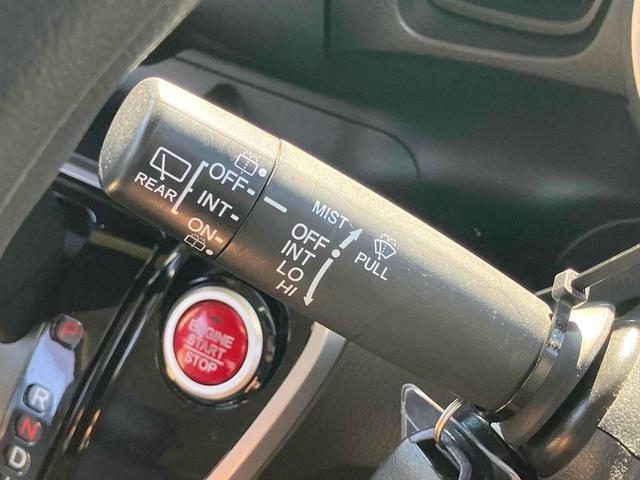 REAR
OFF
INT
ON
MIST
OFF
INT
LO
HI
PULL
ENGINE
START
STOP
P
R
N
D